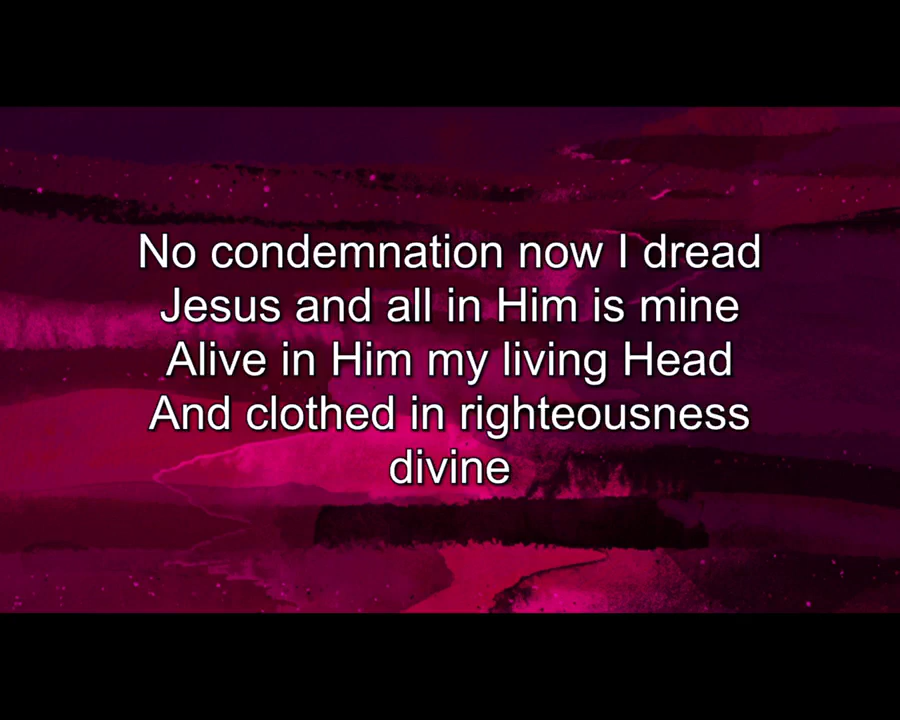 No condemnation now I dread
Jesus and all in Him is mine
Alive in Him my living Head
And clothed in righteousness
divine